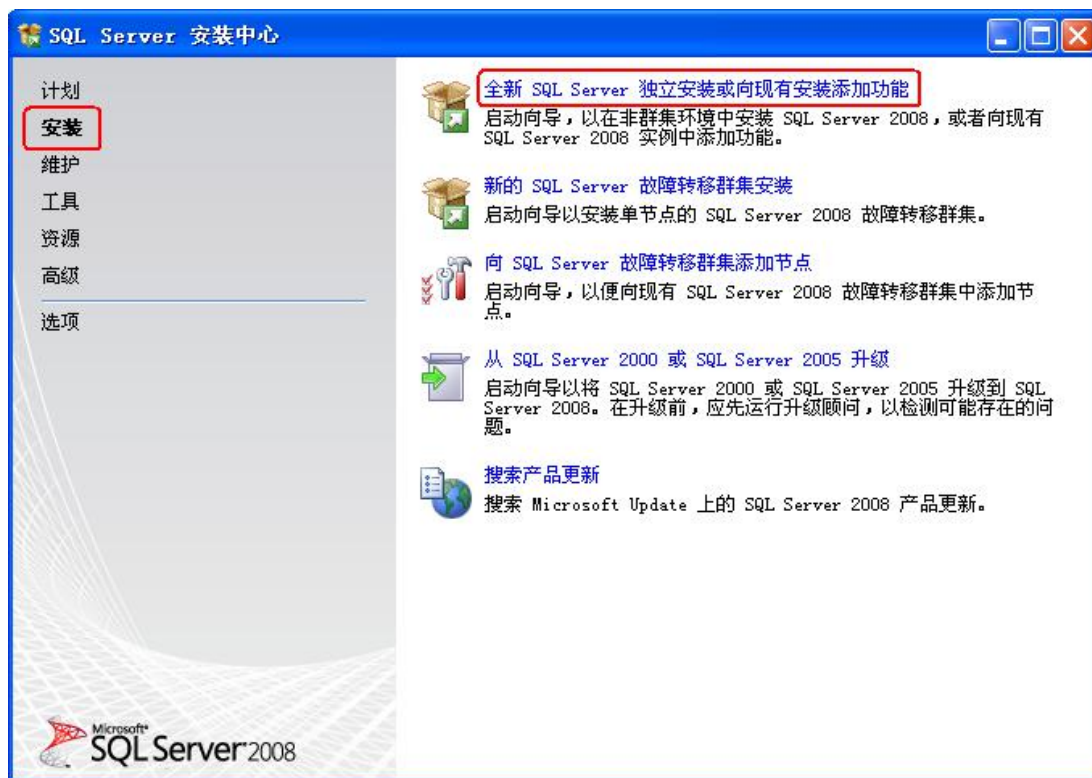 SQL Server 安装中心
计划
安装
维护
工具
资源
高级
选项
全新 SQL Server 独立安装或向现有安装添加功能
启动向导，以在非群集环境中安装 SQL Server 2008，或者向现有
SQL Server 2008 实例中添加功能。
新的 SQL Server 故障转移群集安装
启动向导以安装单节点的 SQL Server 2008 故障转移群集。
向 SQL Server 故障转移群集添加节点
启动向导，以便向现有 SQL Server 2008 故障转移群集中添加节
点。
从 SQL Server 2000 或 SQL Server 2005 升级
启动向导以将 SQL Server 2000 或 SQL Server 2005 升级到 SQL
Server 2008。在升级前，应先运行升级顾问，以检测可能存在的问
题。
搜索产品更新
搜索 Microsoft Update 上的 SQL Server 2008 产品更新。
Microsoft®
SQL Server 2008